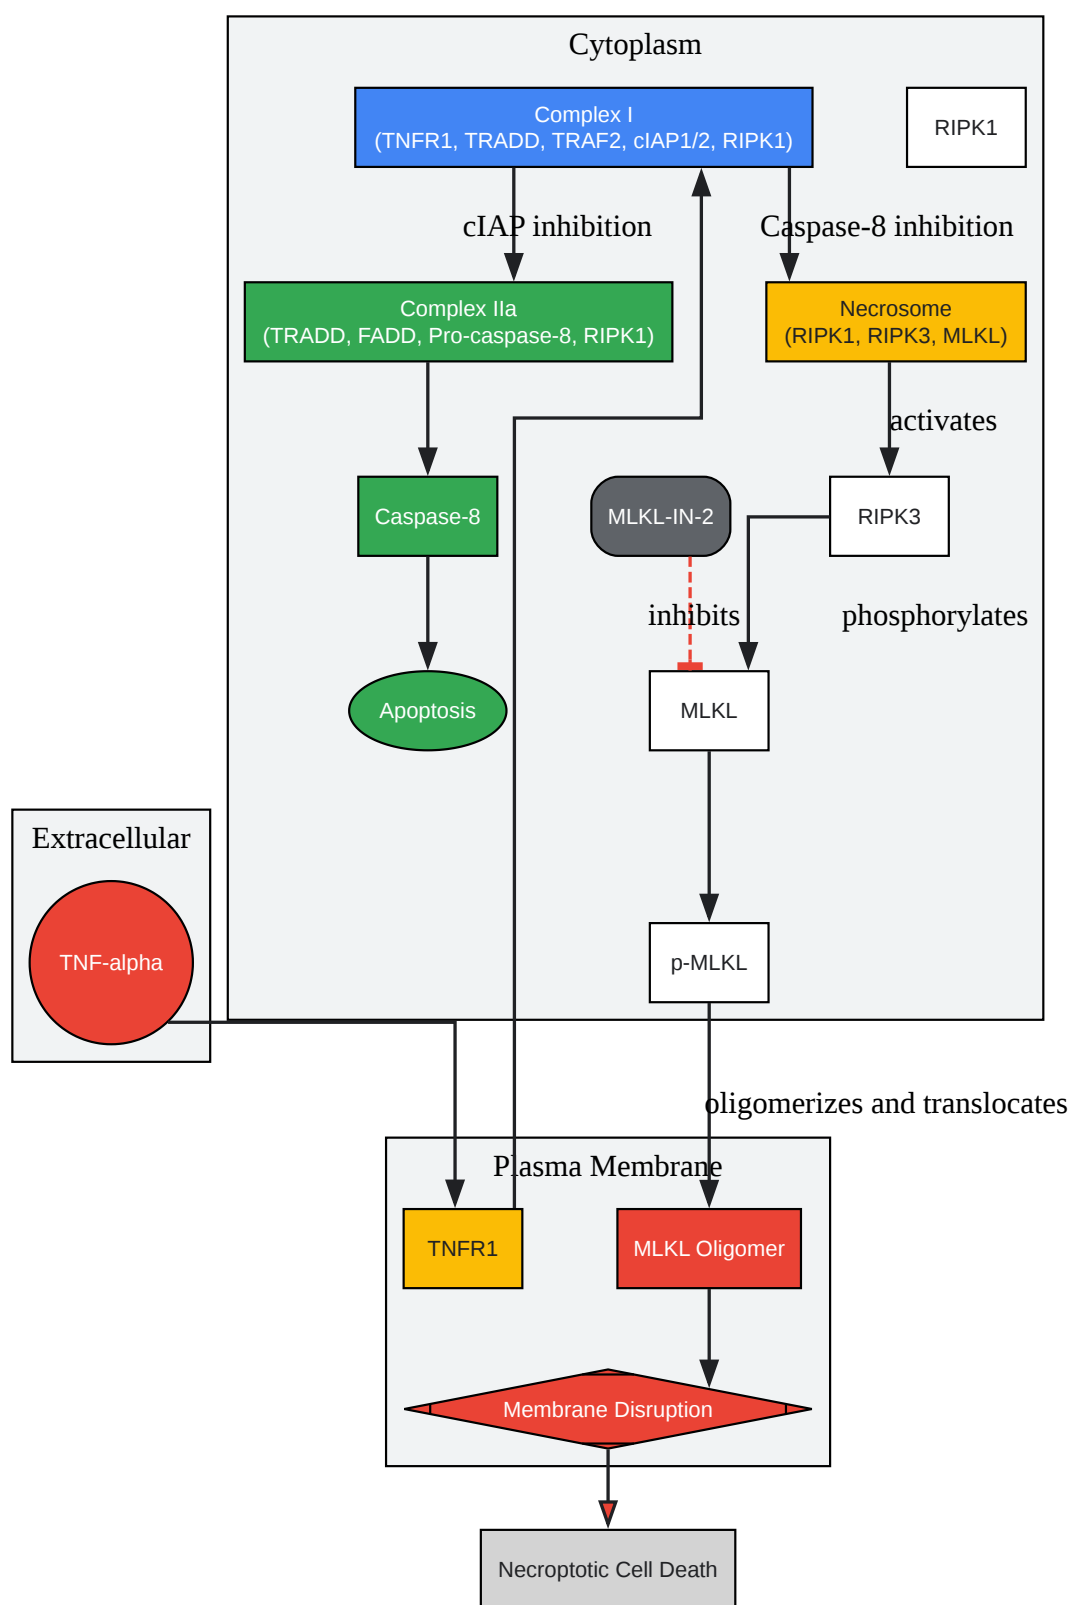 Cytoplasm
Complex I
(TNFR1, TRADD, TRAF2, cIAP1/2, RIPK1)
RIPK1
cIAP inhibition
Caspase-8 inhibition
Complex IIa
(TRADD, FADD, Pro-caspase-8, RIPK1)
Necrosome
(RIPK1, RIPK3, MLKL)
activates
Caspase-8
MLKL-IN-2
RIPK3
inhibits
phosphorylates
Apoptosis
MLKL
Extracellular
TNF-alpha
p-MLKL
oligomerizes and translocates
Plasma Membrane
TNFR1
MLKL Oligomer
Membrane Disruption
Necroptotic Cell Death